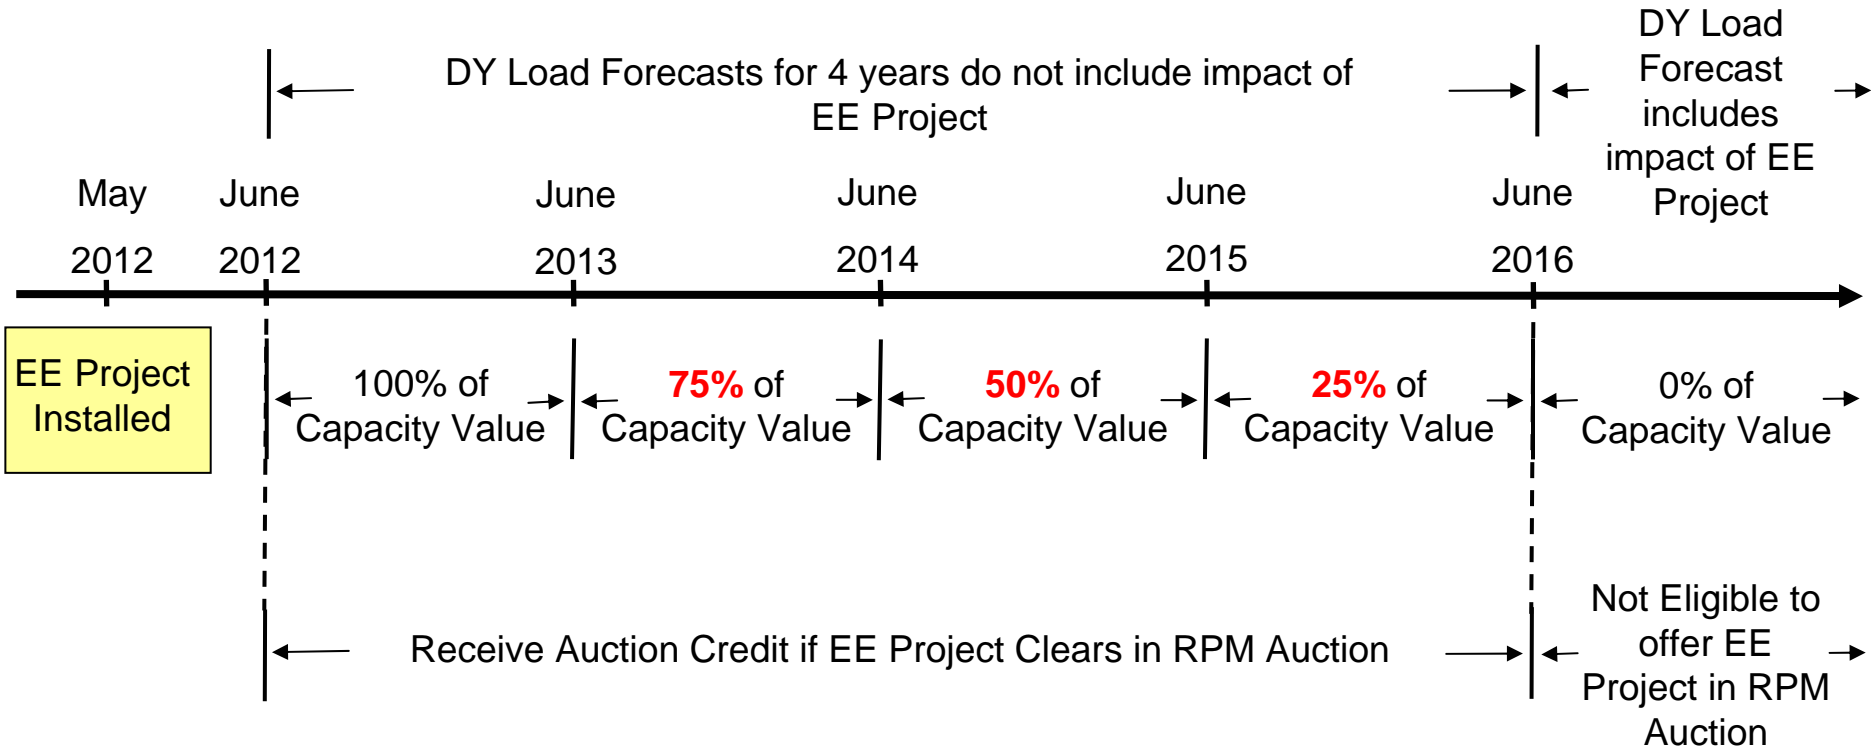 DY Load Forecasts for 4 years do not include impact of
EE Project
DY Load
Forecast
includes
impact of EE
Project
May
2012
June
2012
June
2013
June
2014
June
2015
June
2016
EE Project
Installed
100% of
Capacity Value
75% of
Capacity Value
50% of
Capacity Value
25% of
Capacity Value
0% of
Capacity Value
Receive Auction Credit if EE Project Clears in RPM Auction
Not Eligible to
offer EE
Project in RPM
Auction